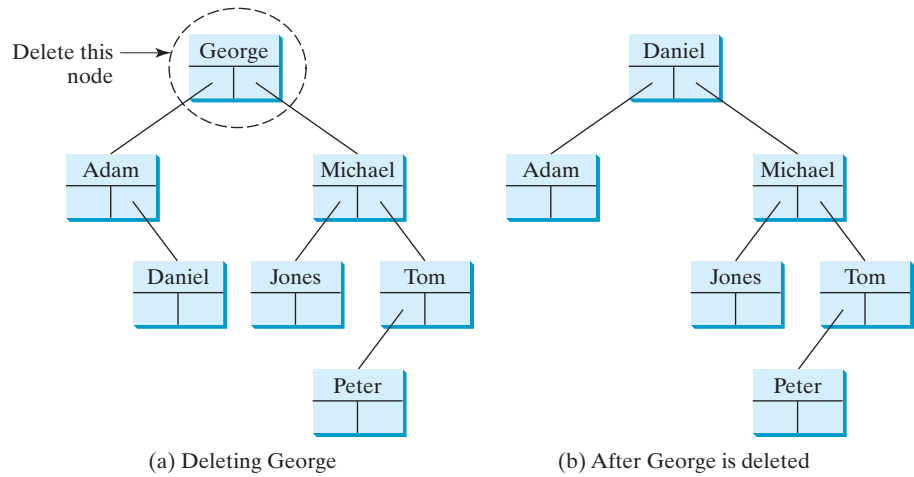 Delete this
node
George
Adam
Michael
Daniel
Jones
Tom
Peter
(a) Deleting George
Daniel
Adam
Michael
Jones
Tom
Peter
(b) After George is deleted